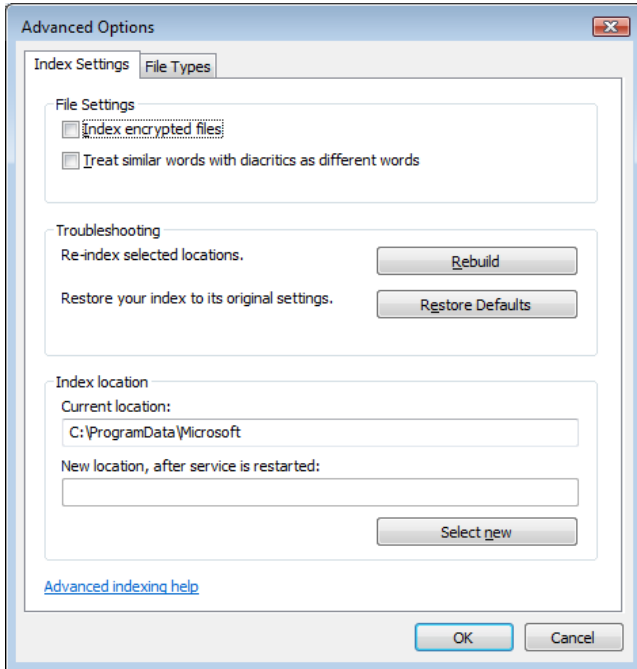 Advanced Options
Index Settings
File Types
File Settings
Index encrypted files
Treat similar words with diacritics as different words
Troubleshooting
Re-index selected locations.
Rebuild
Restore your index to its original settings.
Restore Defaults
Index location
Current location:
C:\ProgramData\Microsoft
New location, after service is restarted:
Select new
Advanced indexing help
OK
Cancel